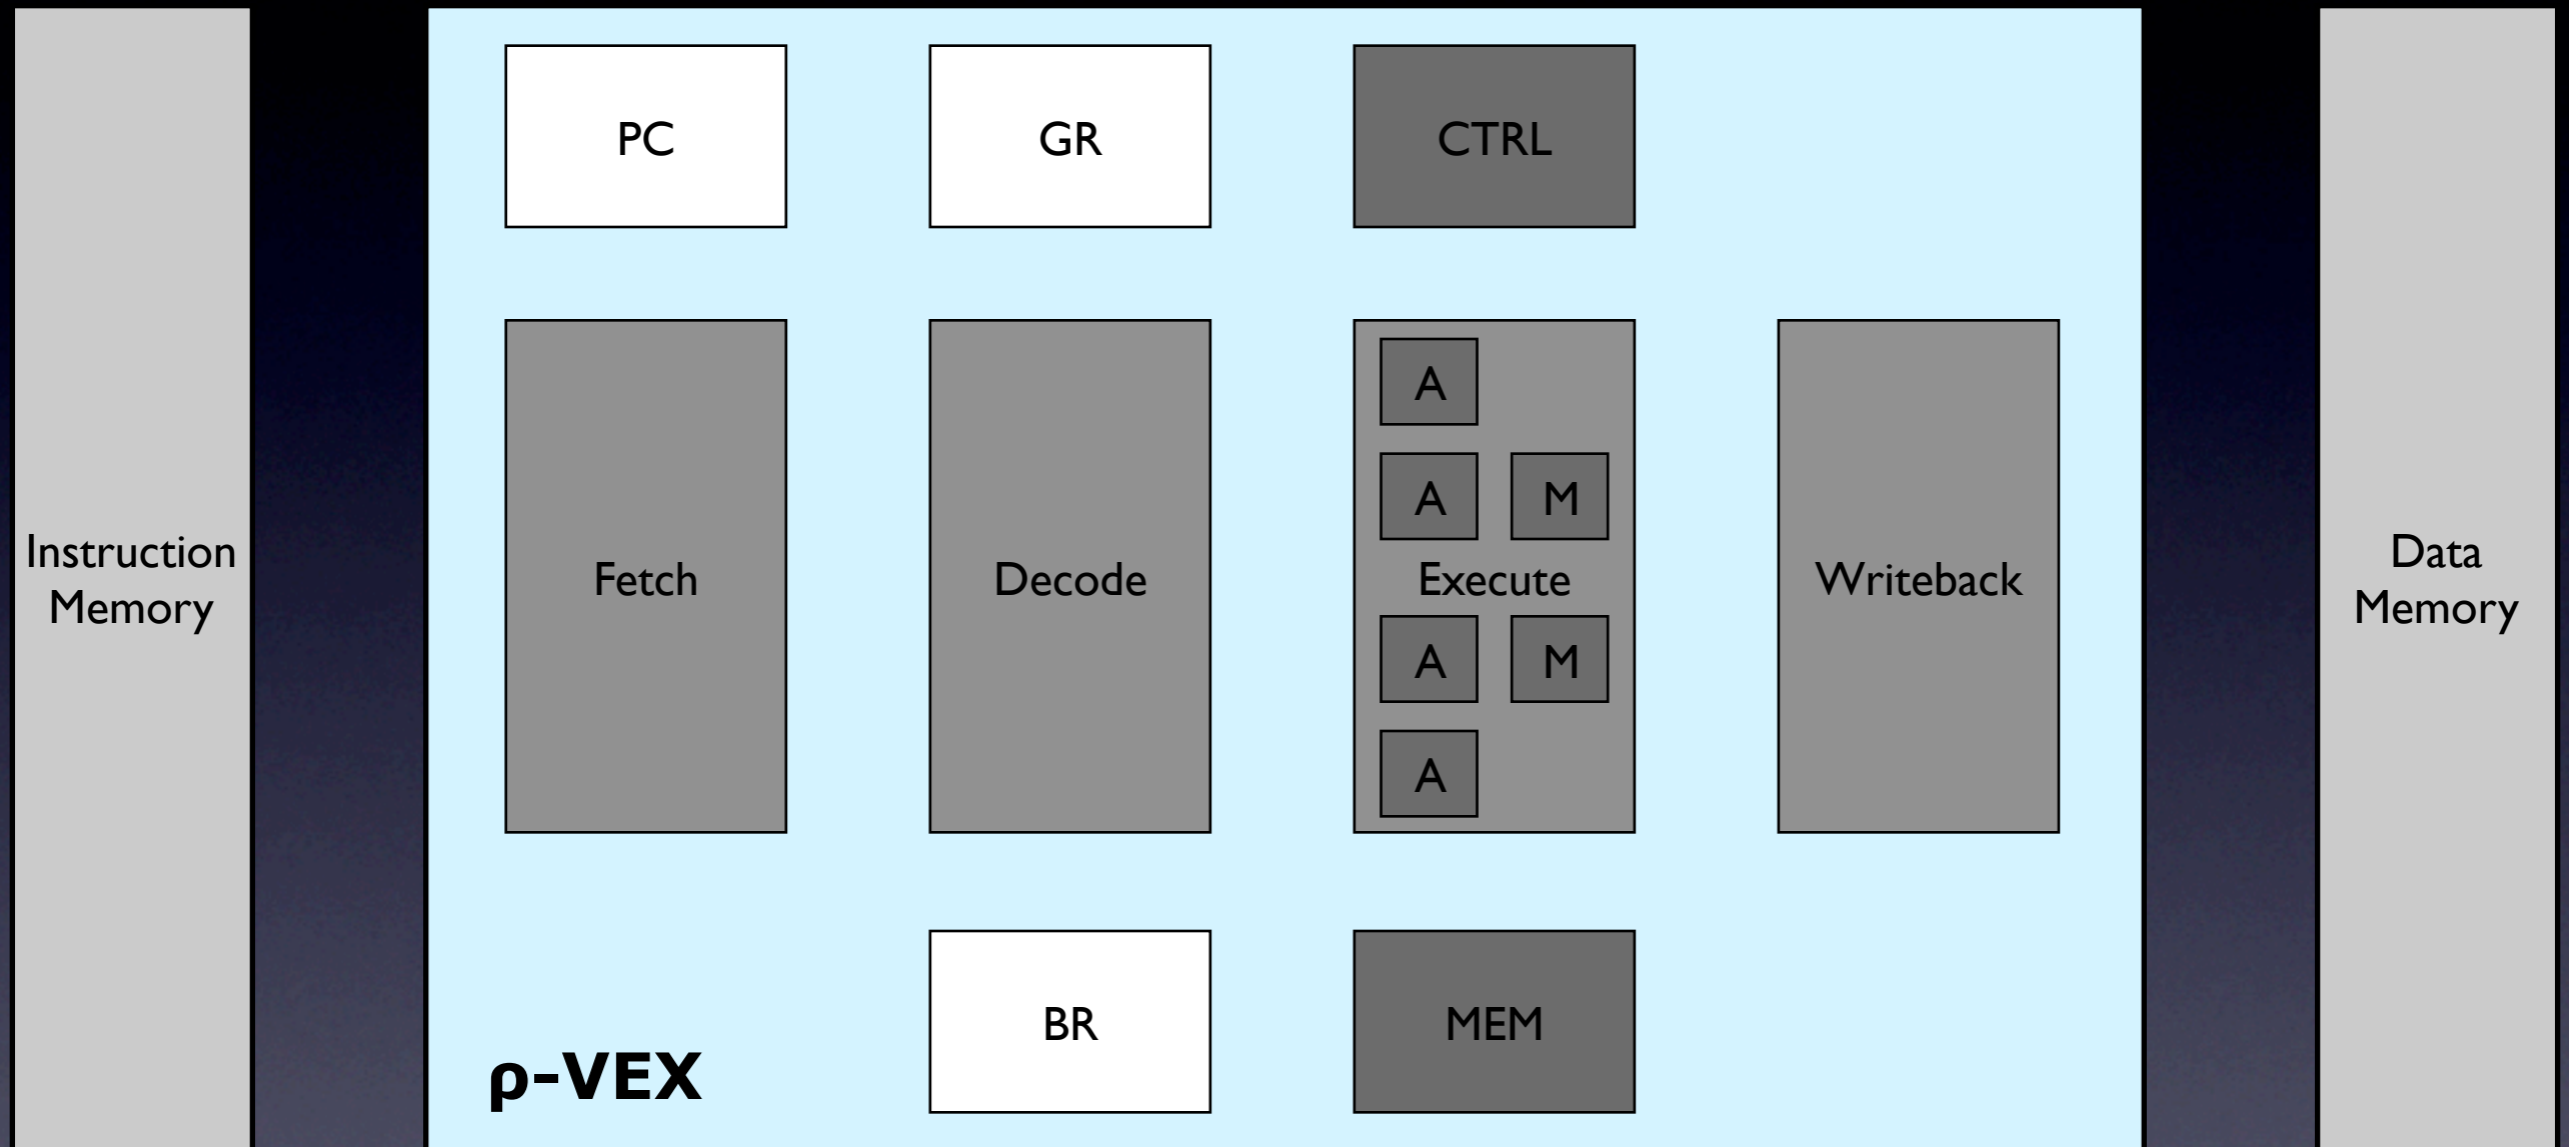 PC
GR
CTRL
Instruction
Memory
Fetch
Decode
A
A
M
Execute
A
M
A
Writeback
Data
Memory
BR
MEM
ρ-VEX